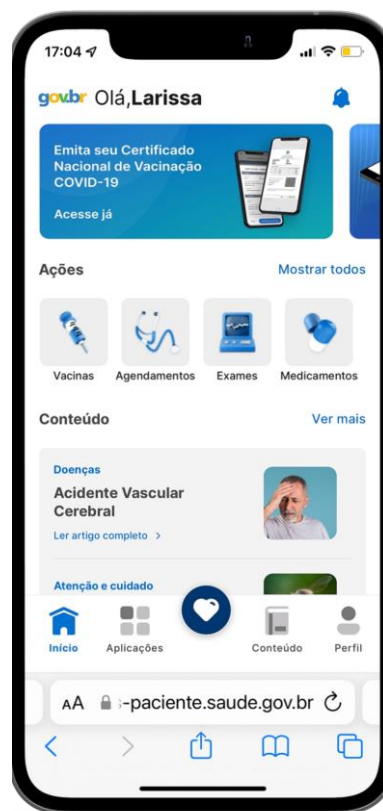 17:04
gov.br Olá,Larissa
Emita seu Certificado
Nacional de Vacinação
COVID-19
Acesse já
Ações Mostrar todos
Vacinas Agendamentos Exames Medicamentos
Conteúdo Ver mais
Doenças
Acidente Vascular
Cerebral
Ler artigo completo >
Atenção e cuidado
Início Aplicações Conteúdo Perfil
AA -paciente.saude.gov.br